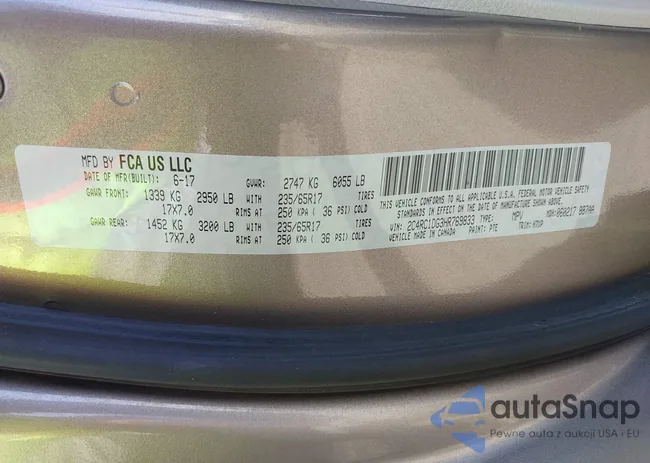 MFD BY FCA US LLC
DATE OF MFR(BUILT): 6-17 GVWR: 2747 KG 6055 LB
GAWR FRONT: 1339 KG 2950 LB WITH 235/65R17 TIRES
17X7.0 RIMS AT 250 KPA ( 36 PSI) COLD
GAWR REAR: 1452 KG 3200 LB WITH 235/65R17 TIRES
17X7.0 RIMS AT 250 KPA ( 36 PSI) COLD
THIS VEHICLE CONFORMS TO ALL APPLICABLE U.S.A. FEDERAL MOTOR VEHICLE SAFETY
STANDARDS IN EFFECT ON THE DATE OF MANUFACTURE SHOWN ABOVE.
VIN: 2C4RC1DG3HR769833 TYPE: MPV
VEHICLE MADE IN CANADA PAINT: PTE TRIM:
MDH:
autaSnap
Pewne auta z aukcji USA i EU